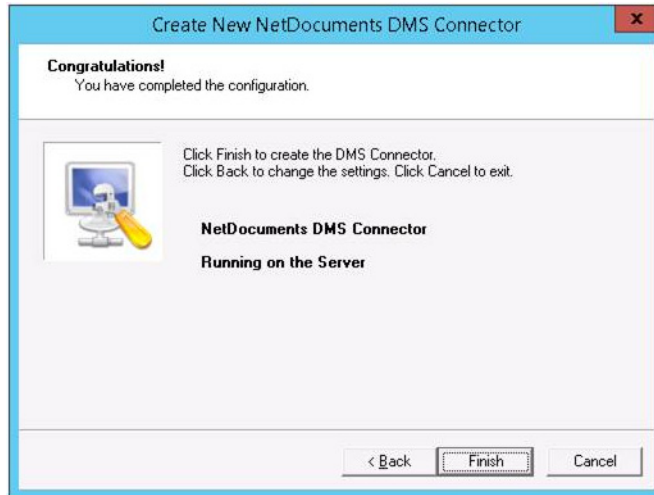 Create New NetDocuments DMS Connector
x
Congratulations!
You have completed the configuration.
Click Finish to create the DMS Connector.
Click Back to change the settings. Click Cancel to exit.
NetDocuments DMS Connector
Running on the Server
< Back
Finish
Cancel